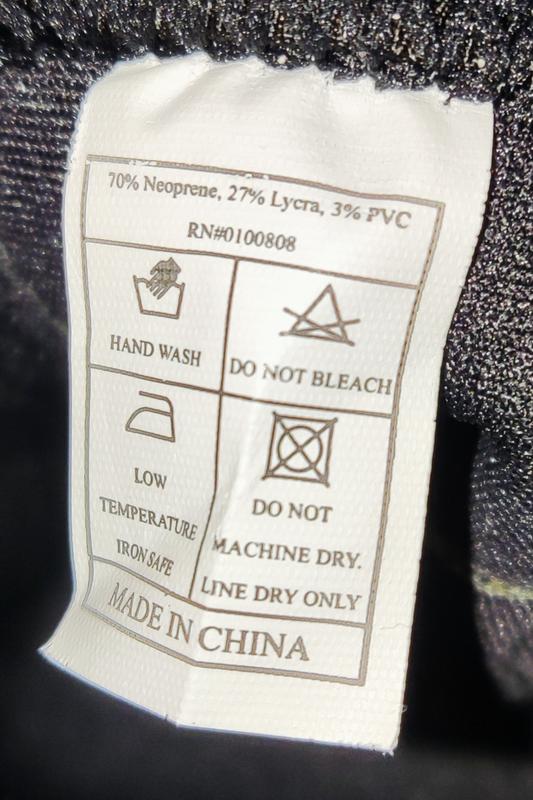 70% Neoprene, 27% Lycra, 3% PVC
RN#0100808
HAND WASH
DO NOT BLEACH
LOW
TEMPERATURE
IRON SAFE
DO NOT
MACHINE DRY.
LINE DRY ONLY
MADE IN CHINA